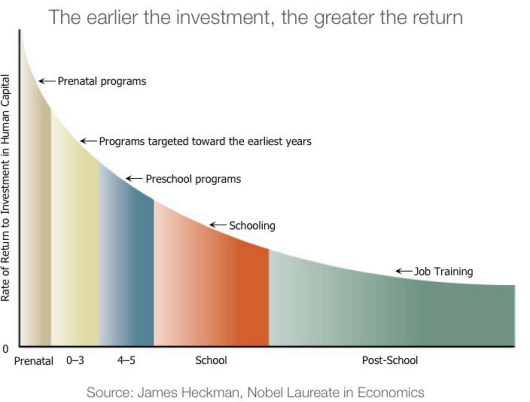 The earlier the investment, the greater the return
Rate of Return to Investment in Human Capital
Prenatal programs
Programs targeted toward the earliest years
Preschool programs
Schooling
Job Training
0
Prenatal 0–3 4–5 School Post-School
Source: James Heckman, Nobel Laureate in Economics